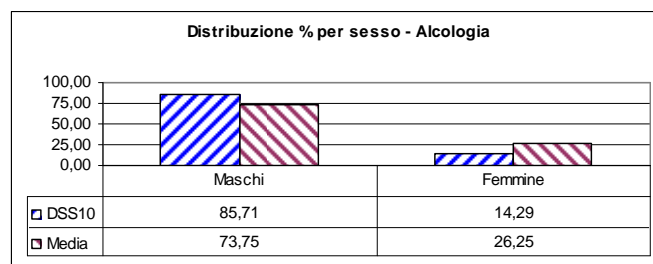 Distribuzione % per sesso - Alcologia
100,00
75,00
50,00
25,00
0,00
Maschi Femmine
DSS10 85,71 14,29
Media 73,75 26,25